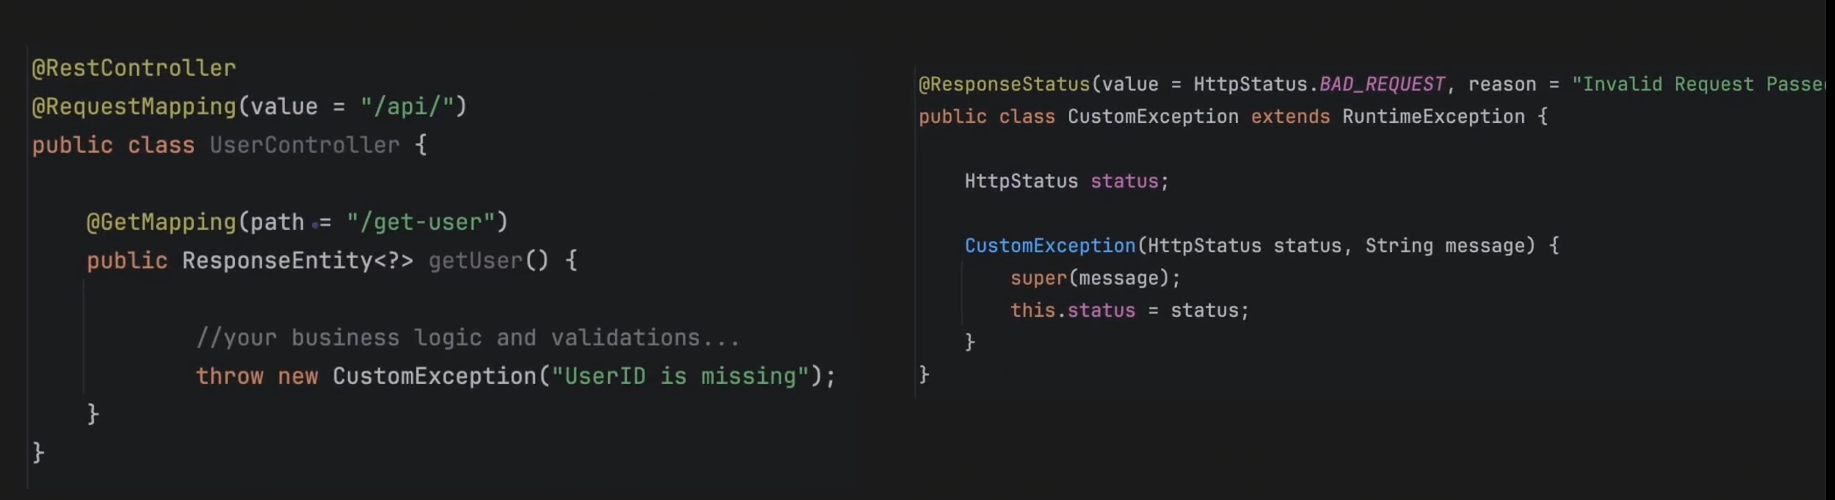 @RestController
@RequestMapping(value = "/api/")
public class UserController {
@GetMapping(path = "/get-user")
public ResponseEntity<?> getUser() {
//your business logic and validations...
throw new CustomException("UserID is missing");
}
}
@ResponseStatus(value = HttpStatus.BAD_REQUEST, reason = "Invalid Request
public class CustomException extends RuntimeException {
HttpStatus status;
CustomException(HttpStatus status, String message) {
super(message);
this.status = status;
}
}